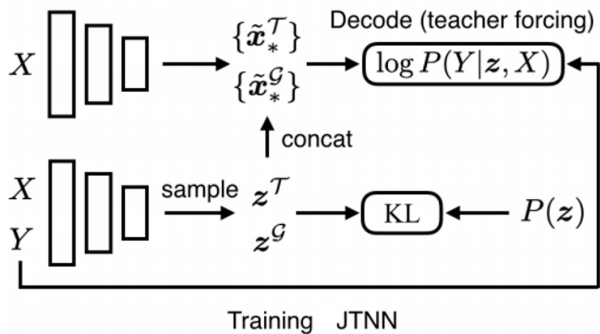 Decode (teacher forcing)
X
{x̃*^𝒯}
{x̃*^𝒢}
log P(Y|z, X)
concat
X
Y
sample
z^𝒯
z^𝒢
KL
P(z)
Training JTNN